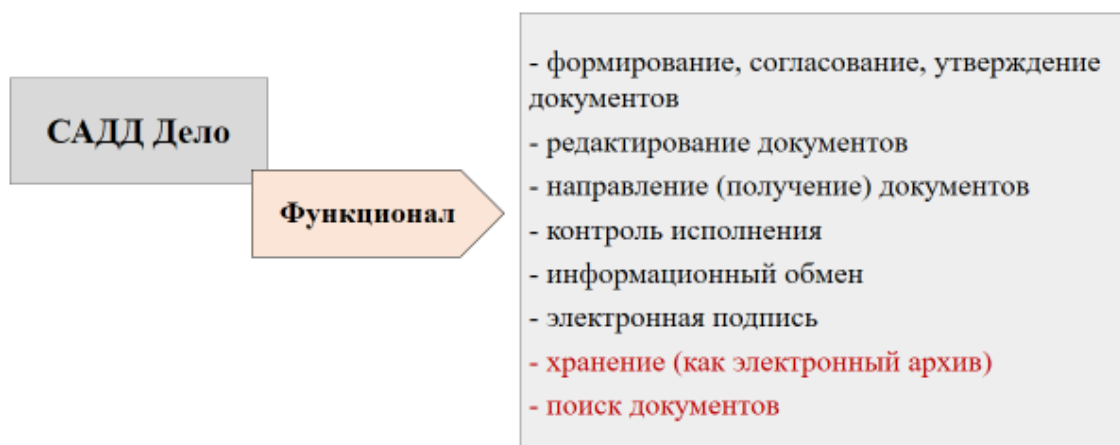 САДД Дело
Функционал
- формирование, согласование, утверждение
документов
- редактирование документов
- направление (получение) документов
- контроль исполнения
- информационный обмен
- электронная подпись
- хранение (как электронный архив)
- поиск документов